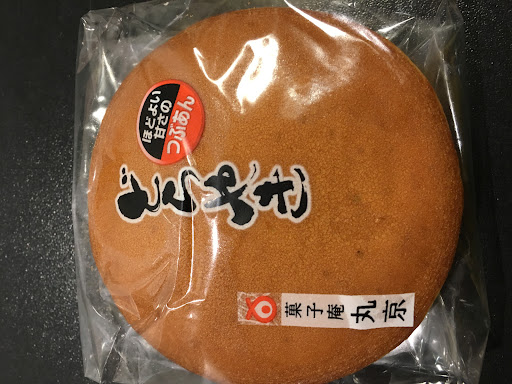 ほどよい
甘さの
つぶあん
どらやき
菓子庵 丸京